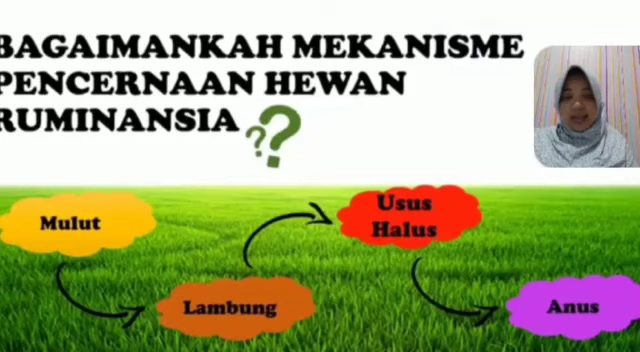 BAGAIMANKAH MEKANISME
PENCERNAAN HEWAN
RUMINANSIA ??
Mulut
Lambung
Usus
Halus
Anus